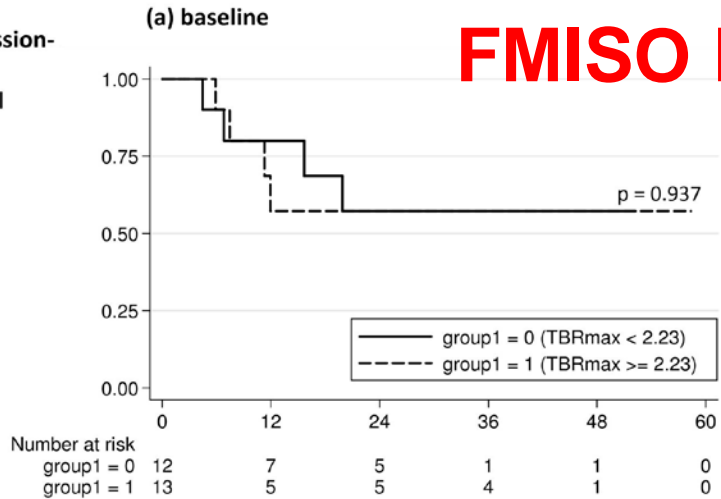 (a) baseline
FMISO
1.00
0.75
0.50
0.25
0.00
p = 0.937
group1 = 0 (TBRmax < 2.23)
group1 = 1 (TBRmax >= 2.23)
0 12 24 36 48 60
Number at risk
group1 = 0 12 7 5 1 1 0
group1 = 1 13 5 5 4 1 0